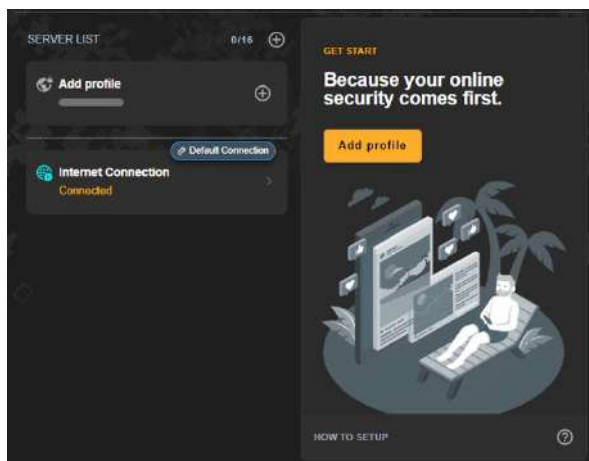 SERVER LIST 0/16
Add profile
Default Connection
Internet Connection
Connected
GET START
Because your online
security comes first.
Add profile
HOW TO SETUP